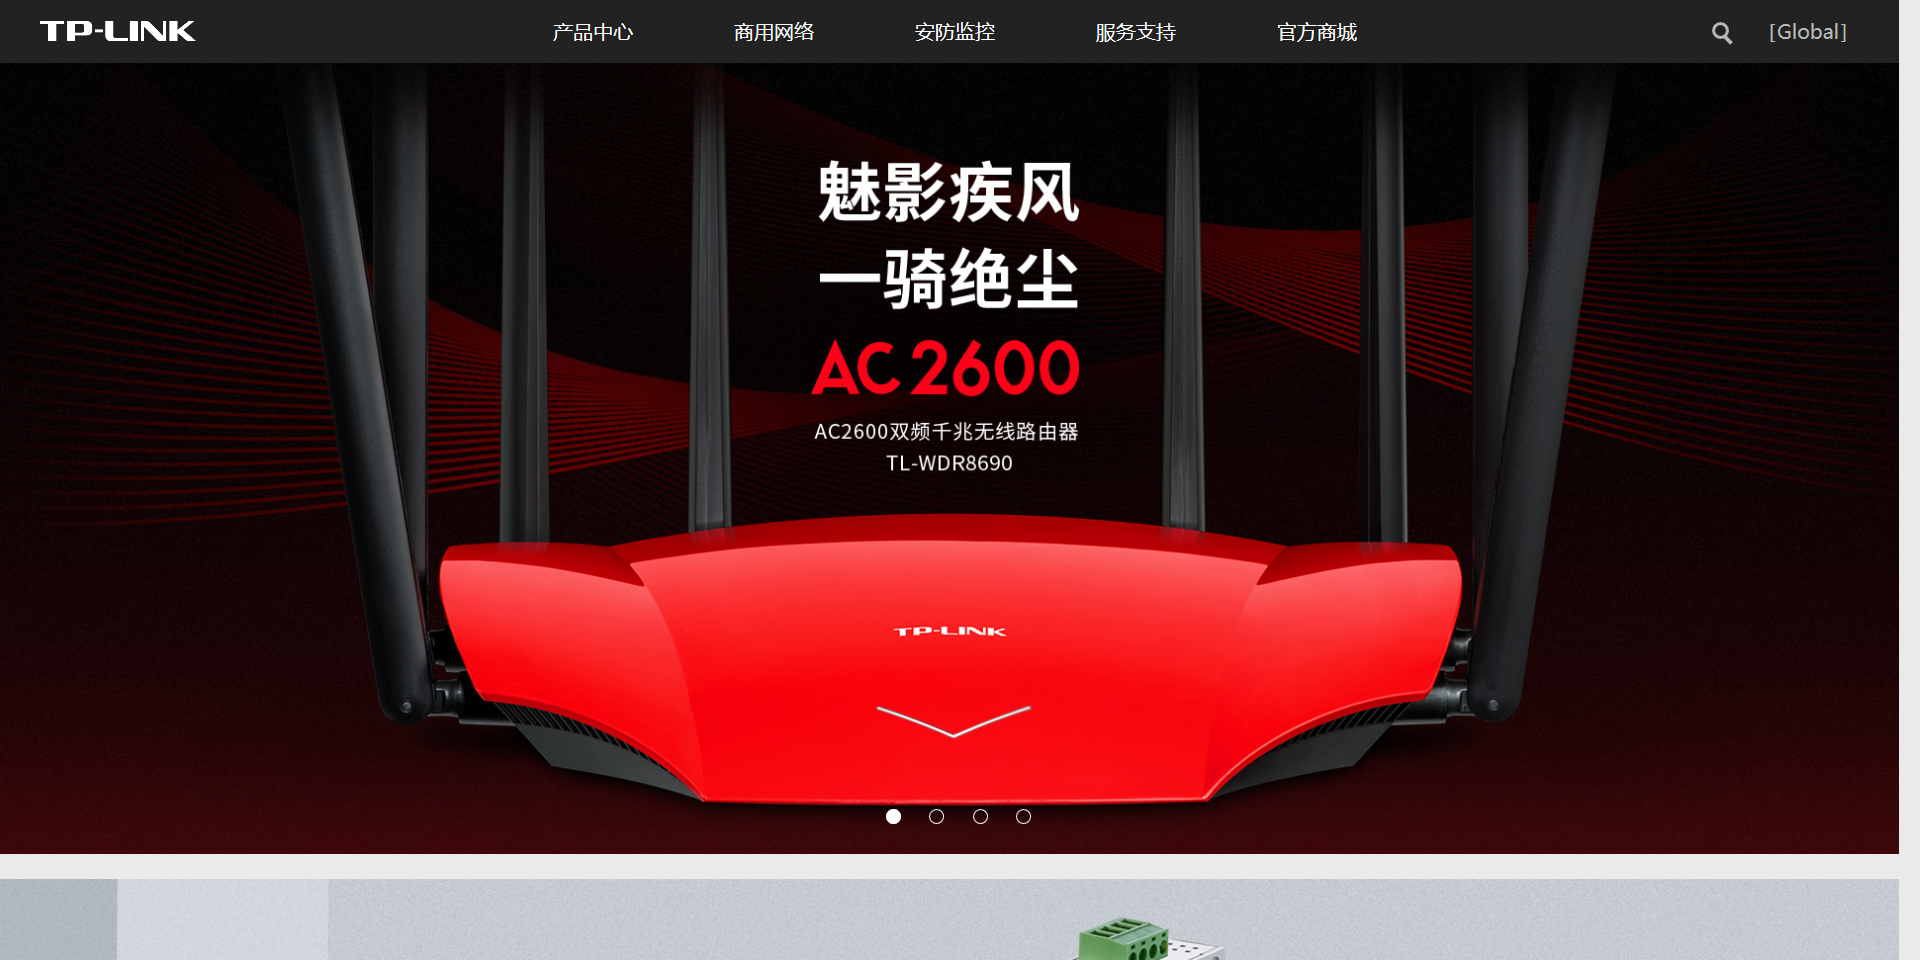 TP-LINK
产品中心
商用网络
安防监控
服务支持
官方商城
[Global]
魅影疾风
一骑绝尘
AC2600
AC2600双频千兆无线路由器
TL-WDR8690
TP-LINK